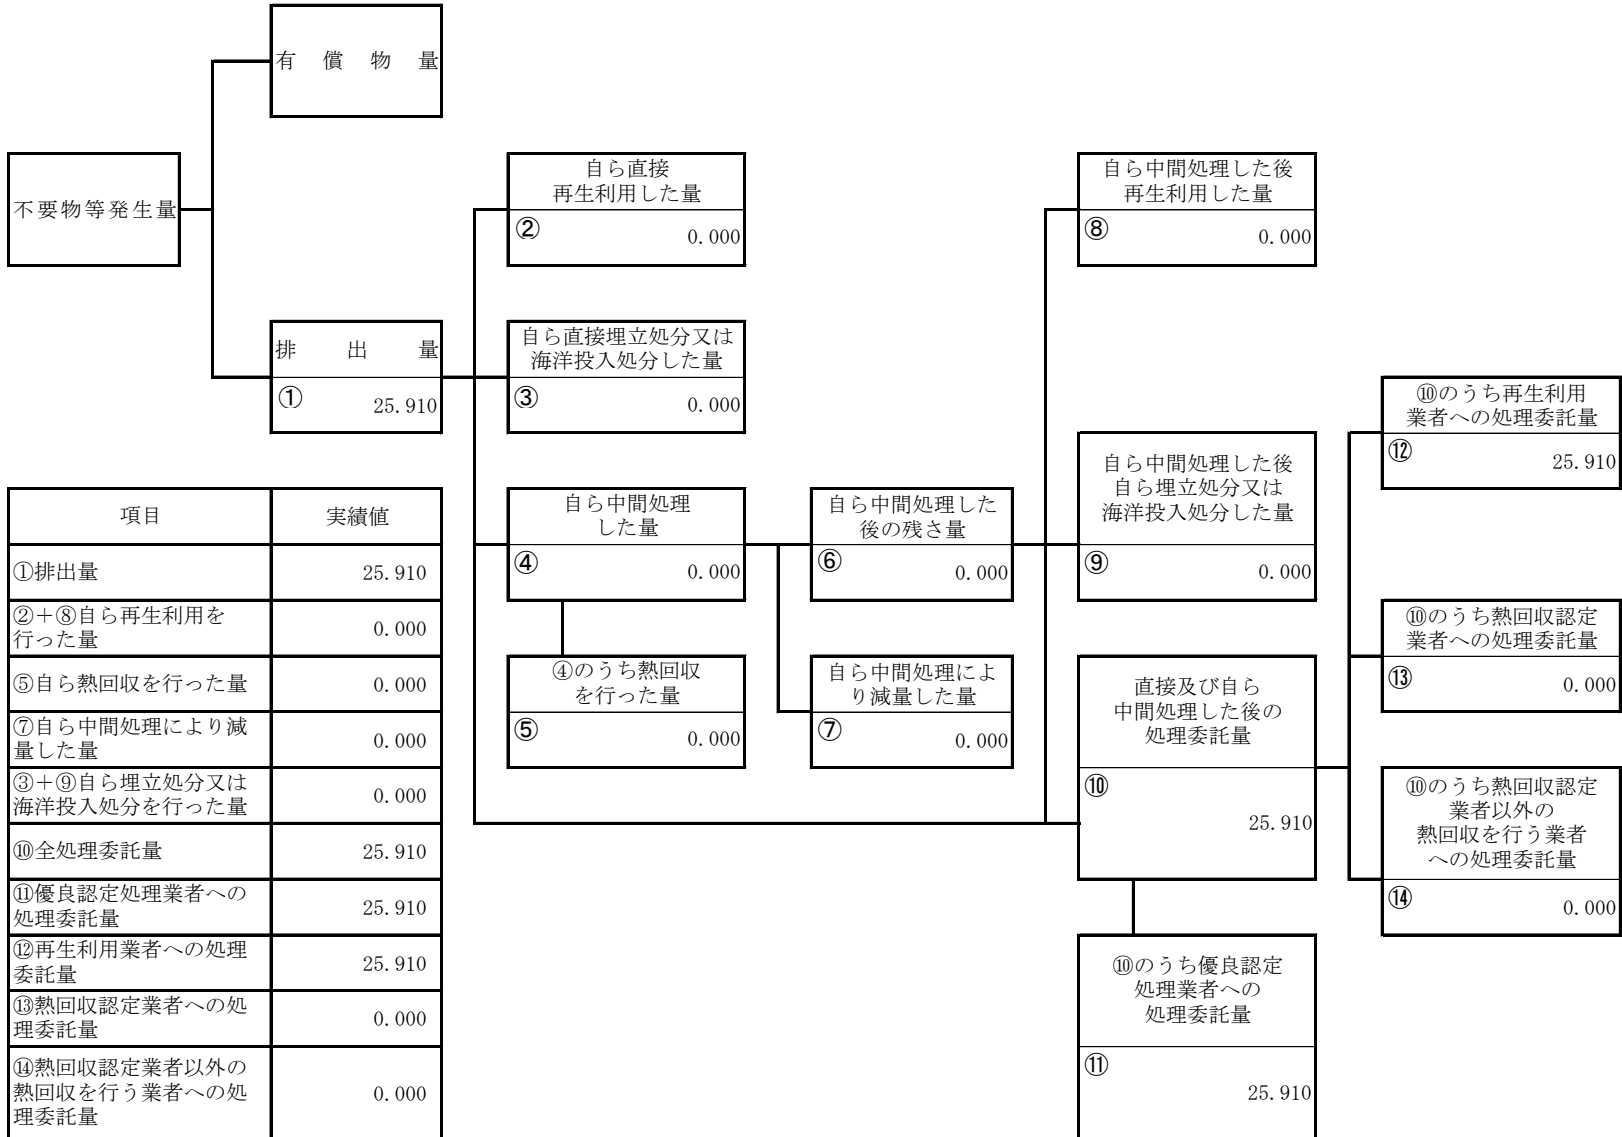 有償物量
不要物等発生量
自ら直接
再生利用した量
②
0.000
自ら中間処理した後
再生利用した量
⑧
0.000
排出量
①
25.910
自ら直接埋立処分又は
海洋投入処分した量
③
0.000
⑩のうち再生利用
業者への処理委託量
⑫
25.910
自ら中間処理
した量
④
0.000
自ら中間処理した
後の残さ量
⑥
0.000
自ら中間処理した後
自ら埋立処分又は
海洋投入処分した量
⑨
0.000
④のうち熱回収
を行った量
⑤
0.000
自ら中間処理によ
り減量した量
⑦
0.000
直接及び自ら
中間処理した後の
処理委託量
⑩
25.910
⑩のうち熱回収認定
業者への処理委託量
⑬
0.000
⑩のうち熱回収認定
業者以外の
熱回収を行う業者
への処理委託量
⑭
0.000
⑩のうち優良認定
処理業者への
処理委託量
⑪
25.910
項目 実績値
①排出量 25.910
②+⑧自ら再生利用を
行った量 0.000
⑤自ら熱回収を行った量 0.000
⑦自ら中間処理により減
量した量 0.000
③+⑨自ら埋立処分又は
海洋投入処分を行った量 0.000
⑩全処理委託量 25.910
⑪優良認定処理業者への
処理委託量 25.910
⑫再生利用業者への処理
委託量 25.910
⑬熱回収認定業者への処
理委託量 0.000
⑭熱回収認定業者以外の
熱回収を行う業者への処
理委託量 0.000